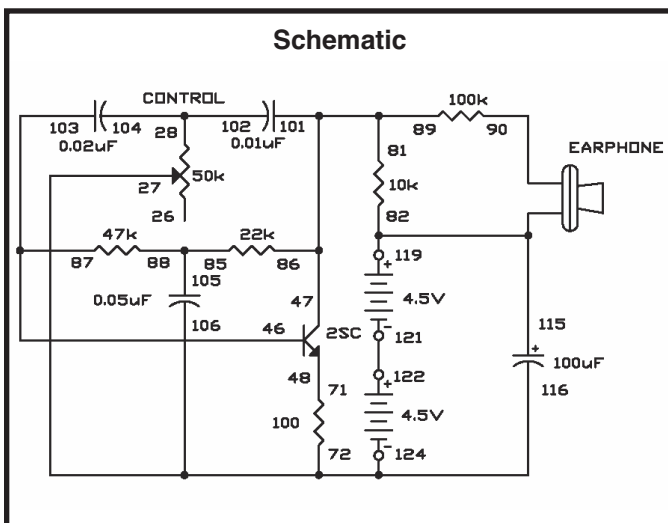 Schematic
CONTROL
100k
103 104 28 102 101 89 90
0.02uF 0.01uF
EARPHONE
81
27 50k 10k
26 82
47k 22k
87 88 85 86 119
105 +
0.05uF 47 4.5V
106 -
46 2SC 121 115
+
48 71 122 100uF
+ 116
100 4.5V
-
72 124